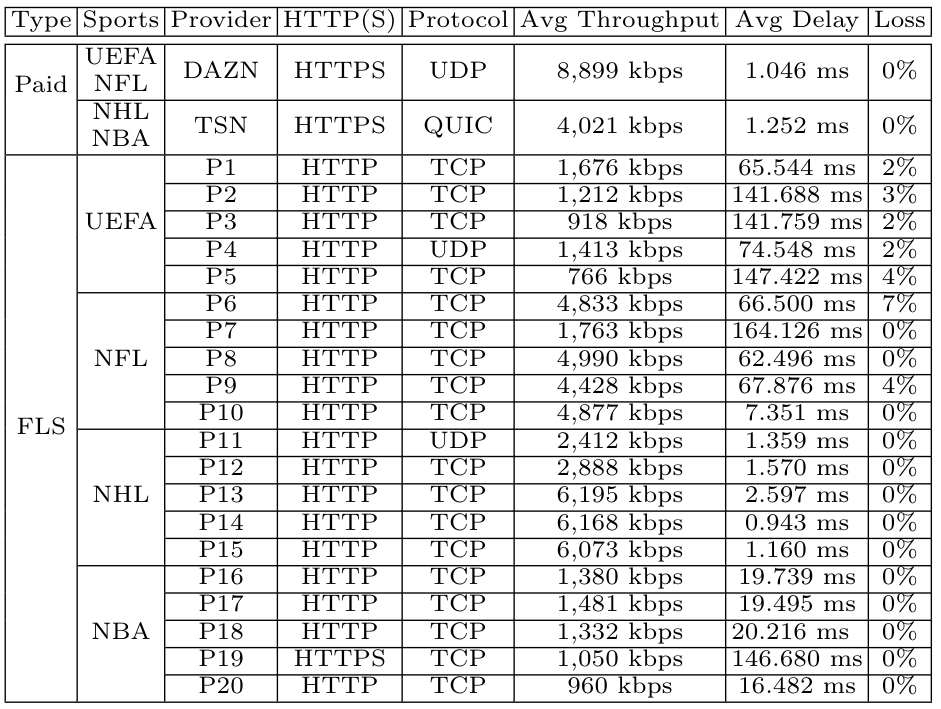 Type Sports Provider HTTP(S) Protocol Avg Throughput Avg Delay Loss
Paid UEFA NFL DAZN HTTPS UDP 8,899 kbps 1.046 ms 0%
NHL NBA TSN HTTPS QUIC 4,021 kbps 1.252 ms 0%
FLS UEFA P1 HTTP TCP 1,676 kbps 65.544 ms 2%
P2 HTTP TCP 1,212 kbps 141.688 ms 3%
P3 HTTP TCP 918 kbps 141.759 ms 2%
P4 HTTP UDP 1,413 kbps 74.548 ms 2%
P5 HTTP TCP 766 kbps 147.422 ms 4%
NFL P6 HTTP TCP 4,833 kbps 66.500 ms 7%
P7 HTTP TCP 1,763 kbps 164.126 ms 0%
P8 HTTP TCP 4,990 kbps 62.496 ms 0%
P9 HTTP TCP 4,428 kbps 67.876 ms 4%
P10 HTTP TCP 4,877 kbps 7.351 ms 0%
NHL P11 HTTP UDP 2,412 kbps 1.359 ms 0%
P12 HTTP TCP 2,888 kbps 1.570 ms 0%
P13 HTTP TCP 6,195 kbps 2.597 ms 0%
P14 HTTP TCP 6,168 kbps 0.943 ms 0%
P15 HTTP TCP 6,073 kbps 1.160 ms 0%
NBA P16 HTTP TCP 1,380 kbps 19.739 ms 0%
P17 HTTP TCP 1,481 kbps 19.495 ms 0%
P18 HTTP TCP 1,332 kbps 20.216 ms 0%
P19 HTTPS TCP 1,050 kbps 146.680 ms 0%
P20 HTTP TCP 960 kbps 16.482 ms 0%